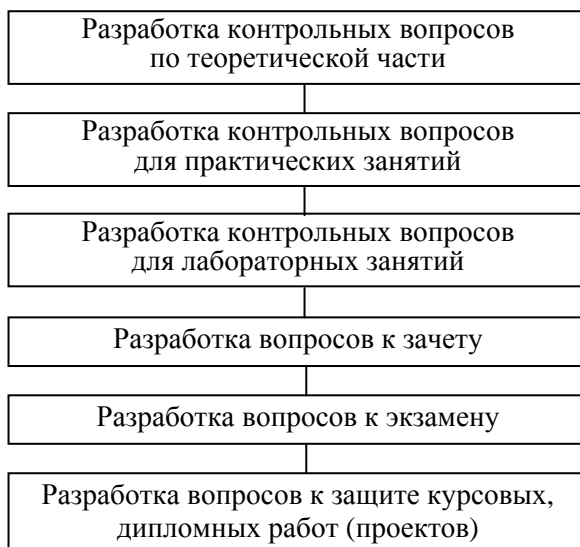 Разработка контрольных вопросов
по теоретической части
Разработка контрольных вопросов
для практических занятий
Разработка контрольных вопросов
для лабораторных занятий
Разработка вопросов к зачету
Разработка вопросов к экзамену
Разработка вопросов к защите курсовых,
дипломных работ (проектов)